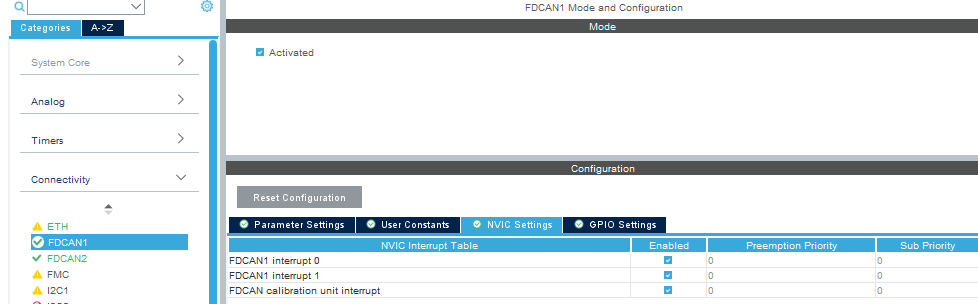 FDCAN1 Mode and Configuration
Categories A->Z
Mode
System Core
Activated
Analog
Timers
Connectivity
ETH
FDCAN1
FDCAN2
FMC
I2C1
Configuration
Reset Configuration
Parameter Settings User Constants NVIC Settings GPIO Settings
NVIC Interrupt Table Enabled Preemption Priority Sub Priority
FDCAN1 interrupt 0 0 0
FDCAN1 interrupt 1 0 0
FDCAN calibration unit interrupt 0 0